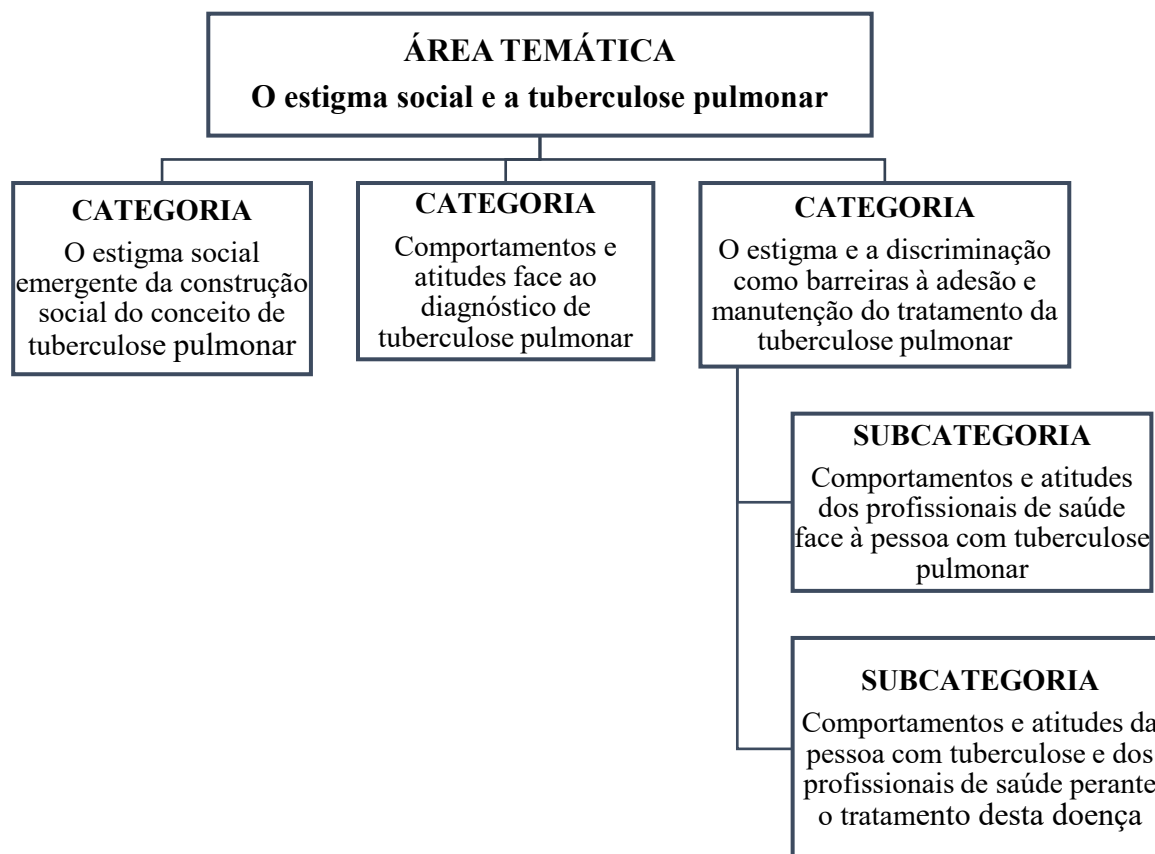 ÁREA TEMÁTICA
O estigma social e a tuberculose pulmonar
CATEGORIA
O estigma social
emergente da construção
social do conceito de
tuberculose pulmonar
CATEGORIA
Comportamentos e
atitudes face ao
diagnóstico de
tuberculose pulmonar
CATEGORIA
O estigma e a discriminação
como barreiras à adesão e
manutenção do tratamento da
tuberculose pulmonar
SUBCATEGORIA
Comportamentos e atitudes
dos profissionais de saúde
face à pessoa com tuberculose
pulmonar
SUBCATEGORIA
Comportamentos e atitudes da
pessoa com tuberculose e dos
profissionais de saúde perante
o tratamento desta doença